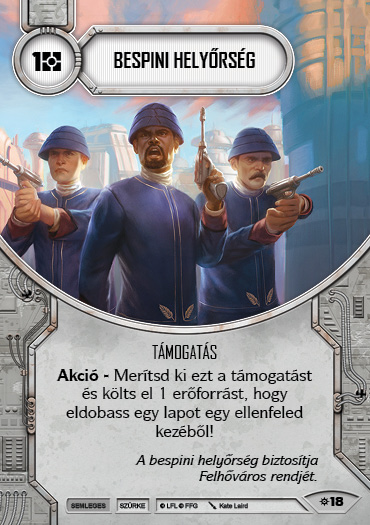 1
BESPINI HELYŐRSÉG
TÁMOGATÁS
Akció - Merítsd ki ezt a támogatást
és költs el 1 erőforrást, hogy
eldobass egy lapot egy ellenfeled
kezéből!
A bespini helyőrség biztosítja
Felhőváros rendjét.
SEMLEGES SZÜRKE © LFL © FFG Kate Laird 18